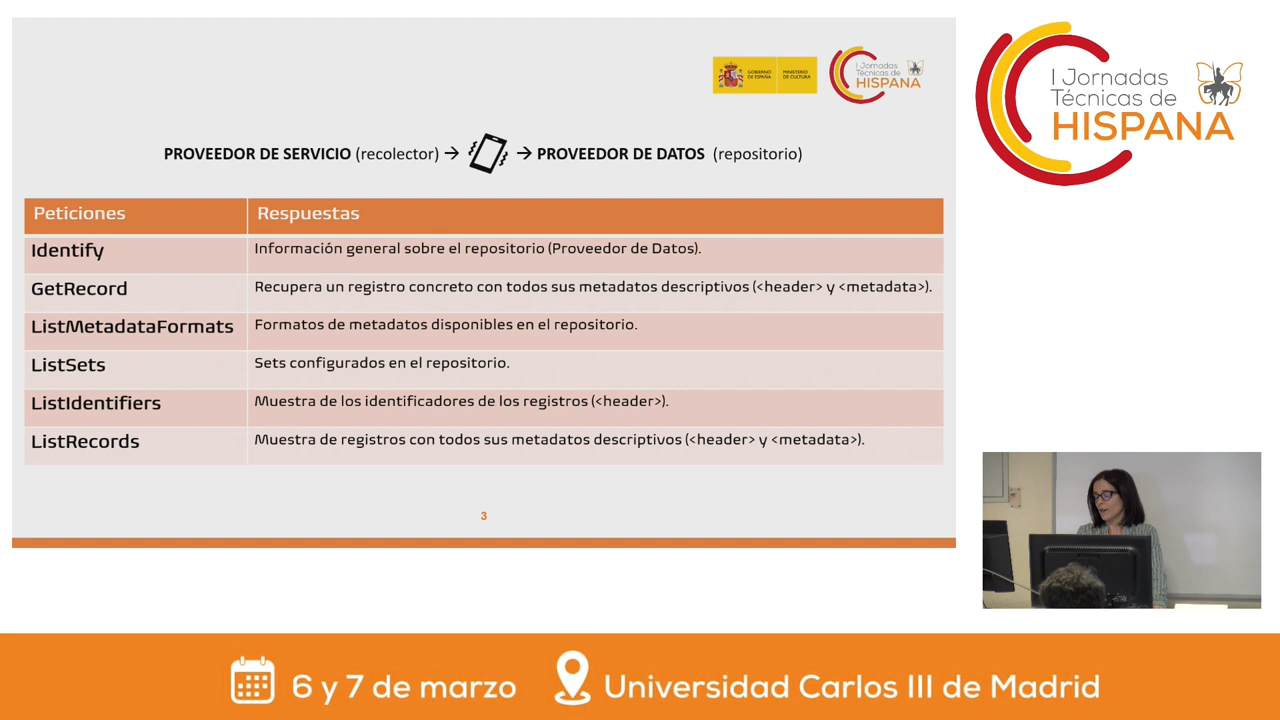 GOBIERNO
DE ESPAÑA
MINISTERIO
DE CULTURA
I Jornadas
Técnicas de
HISPANA
I Jornadas
Técnicas de
HISPANA
PROVEEDOR DE SERVICIO (recolector) → → PROVEEDOR DE DATOS (repositorio)
Peticiones Respuestas
Identify Información general sobre el repositorio (Proveedor de Datos).
GetRecord Recupera un registro concreto con todos sus metadatos descriptivos (<header> y <metadata>).
ListMetadataFormats Formatos de metadatos disponibles en el repositorio.
ListSets Sets configurados en el repositorio.
ListIdentifiers Muestra de los identificadores de los registros (<header>).
ListRecords Muestra de registros con todos sus metadatos descriptivos (<header> y <metadata>).
3
6 y 7 de marzo Universidad Carlos III de Madrid